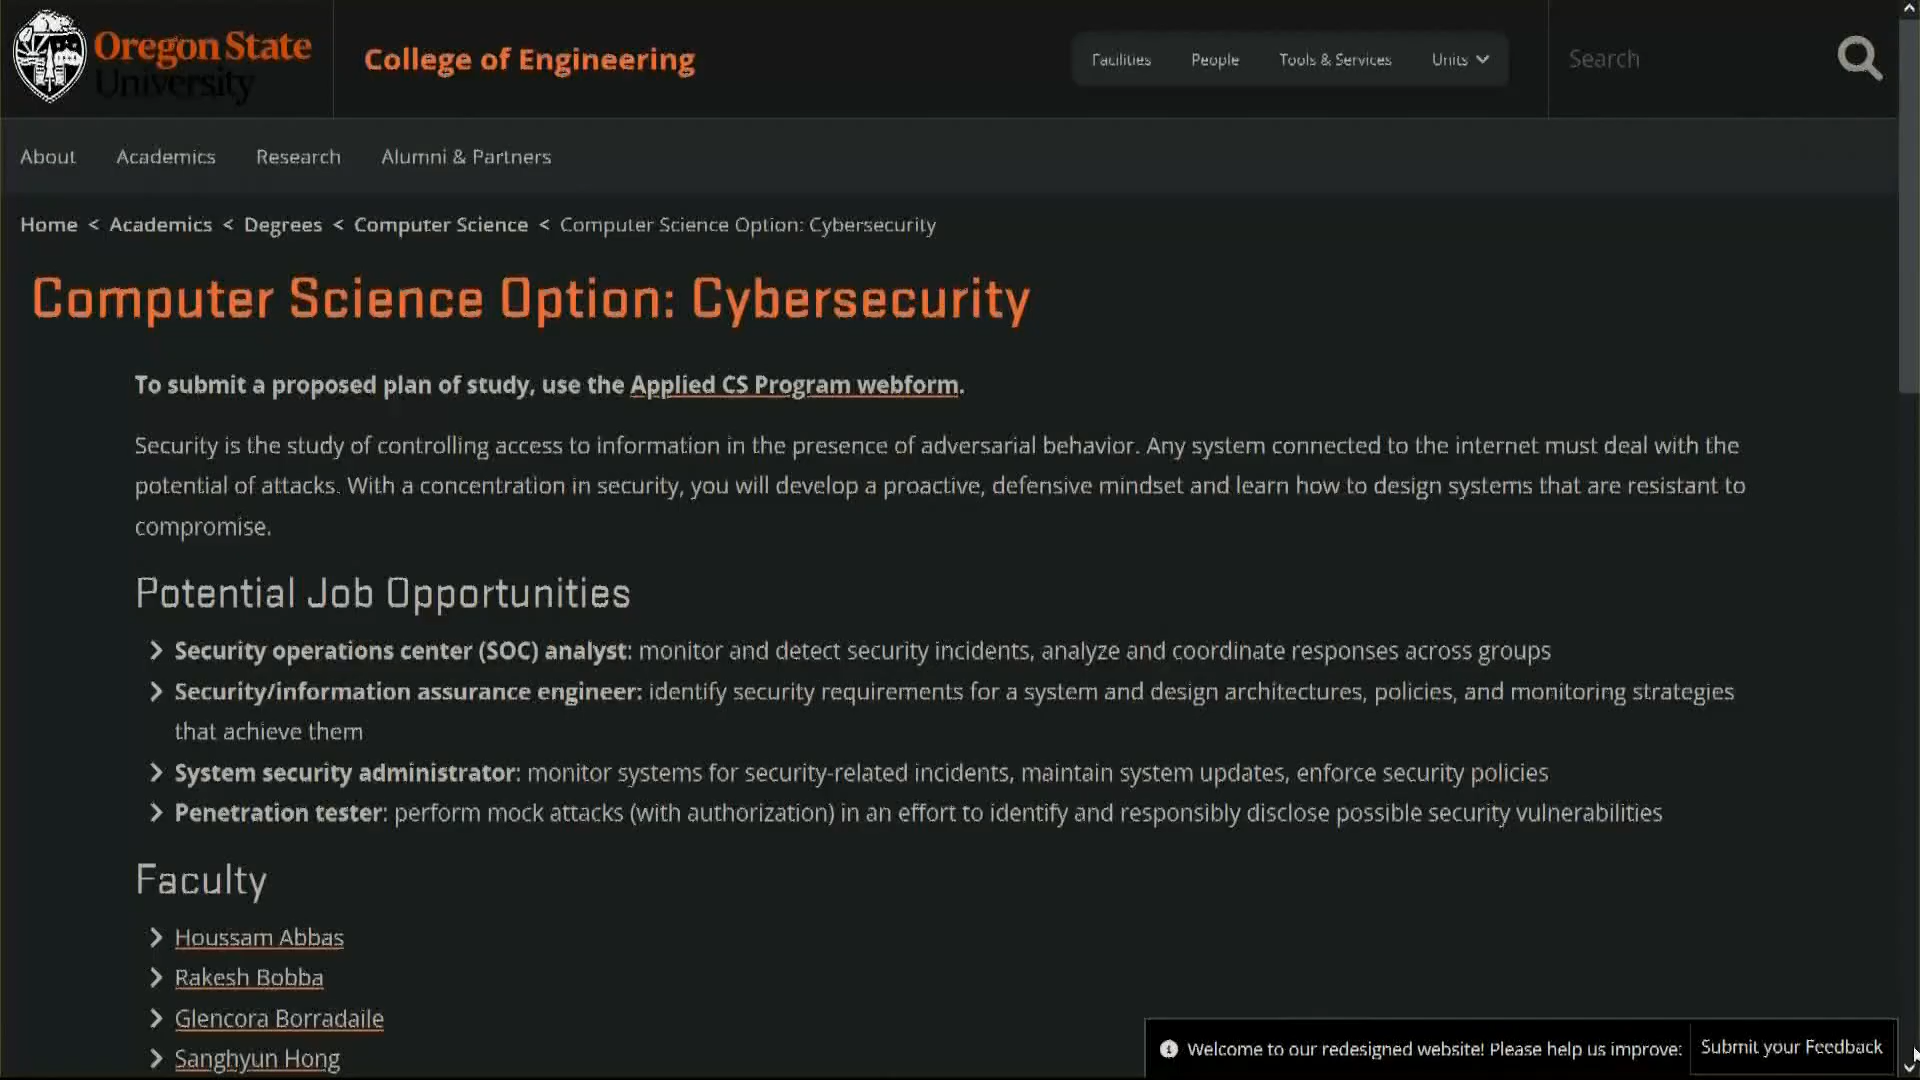 Oregon State
University
College of Engineering
Facilities People Tools & Services Units
Search
About Academics Research Alumni & Partners
Home < Academics < Degrees < Computer Science < Computer Science Option: Cybersecurity
Computer Science Option: Cybersecurity
To submit a proposed plan of study, use the Applied CS Program webform.
Security is the study of controlling access to information in the presence of adversarial behavior. Any system connected to the internet must deal with the
potential of attacks. With a concentration in security, you will develop a proactive, defensive mindset and learn how to design systems that are resistant to
compromise.
Potential Job Opportunities
Security operations center (SOC) analyst: monitor and detect security incidents, analyze and coordinate responses across groups
Security/information assurance engineer: identify security requirements for a system and design architectures, policies, and monitoring strategies
that achieve them
System security administrator: monitor systems for security-related incidents, maintain system updates, enforce security policies
Penetration tester: perform mock attacks (with authorization) in an effort to identify and responsibly disclose possible security vulnerabilities
Faculty
Houssam Abbas
Rakesh Bobba
Glencora Borradaile
Sanghyun Hong
Welcome to our redesigned website! Please help us improve: Submit your Feedback